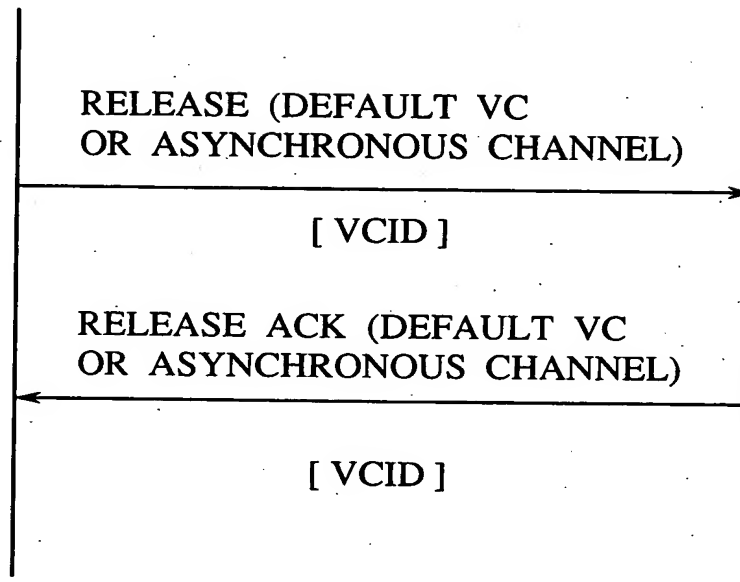 RELEASE (DEFAULT VC
OR ASYNCHRONOUS CHANNEL)
[ VCID ]
RELEASE ACK (DEFAULT VC
OR ASYNCHRONOUS CHANNEL)
[ VCID ]